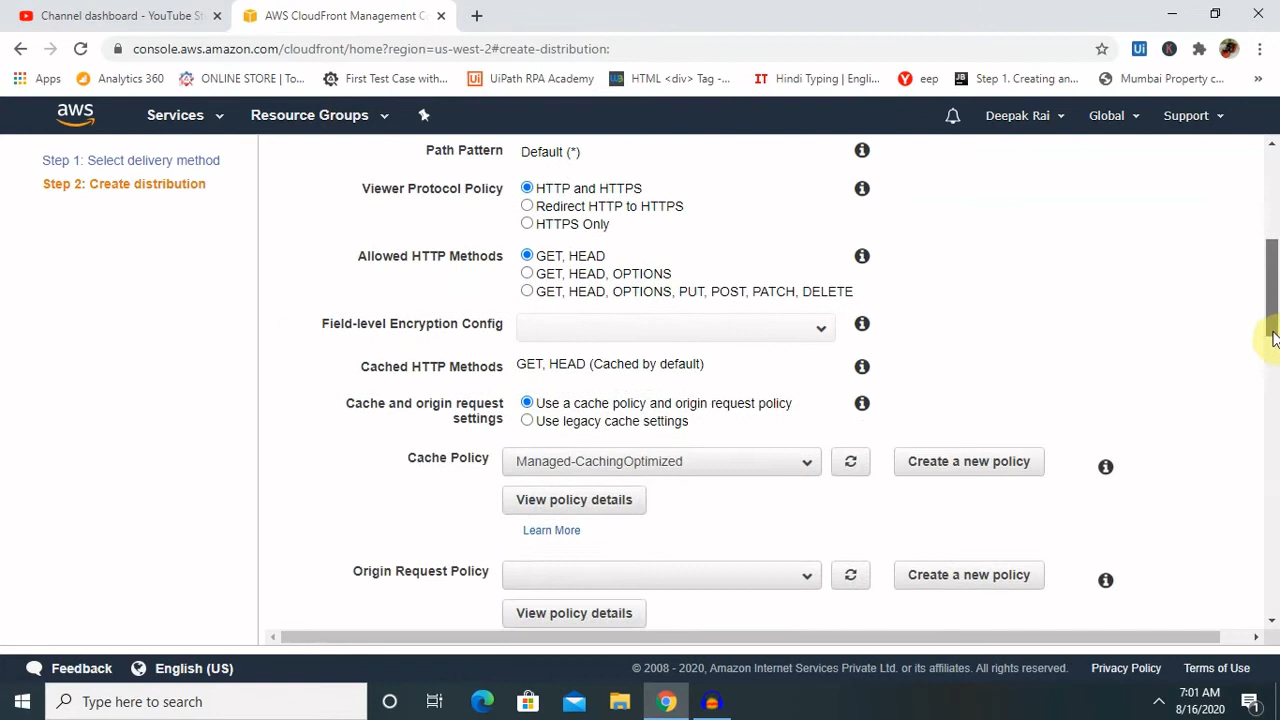 Channel dashboard - YouTube St
AWS CloudFront Management C
console.aws.amazon.com/cloudfront/home?region=us-west-2#create-distribution:
Apps
Analytics 360
ONLINE STORE | To...
First Test Case with...
UiPath RPA Academy
HTML <div> Tag -...
IT Hindi Typing | Engli...
eep
Step 1. Creating an...
Mumbai Property c...
aws
Services
Resource Groups
Deepak Rai
Global
Support
Step 1: Select delivery method
Step 2: Create distribution
Path Pattern
Default (*)
Viewer Protocol Policy
HTTP and HTTPS
Redirect HTTP to HTTPS
HTTPS Only
Allowed HTTP Methods
GET, HEAD
GET, HEAD, OPTIONS
GET, HEAD, OPTIONS, PUT, POST, PATCH, DELETE
Field-level Encryption Config
Cached HTTP Methods
GET, HEAD (Cached by default)
Cache and origin request
settings
Use a cache policy and origin request policy
Use legacy cache settings
Cache Policy
Managed-CachingOptimized
Create a new policy
View policy details
Learn More
Origin Request Policy
Create a new policy
View policy details
Feedback
English (US)
© 2008 - 2020, Amazon Internet Services Private Ltd. or its affiliates. All rights reserved.
Privacy Policy
Terms of Use
Type here to search
7:01 AM
8/16/2020